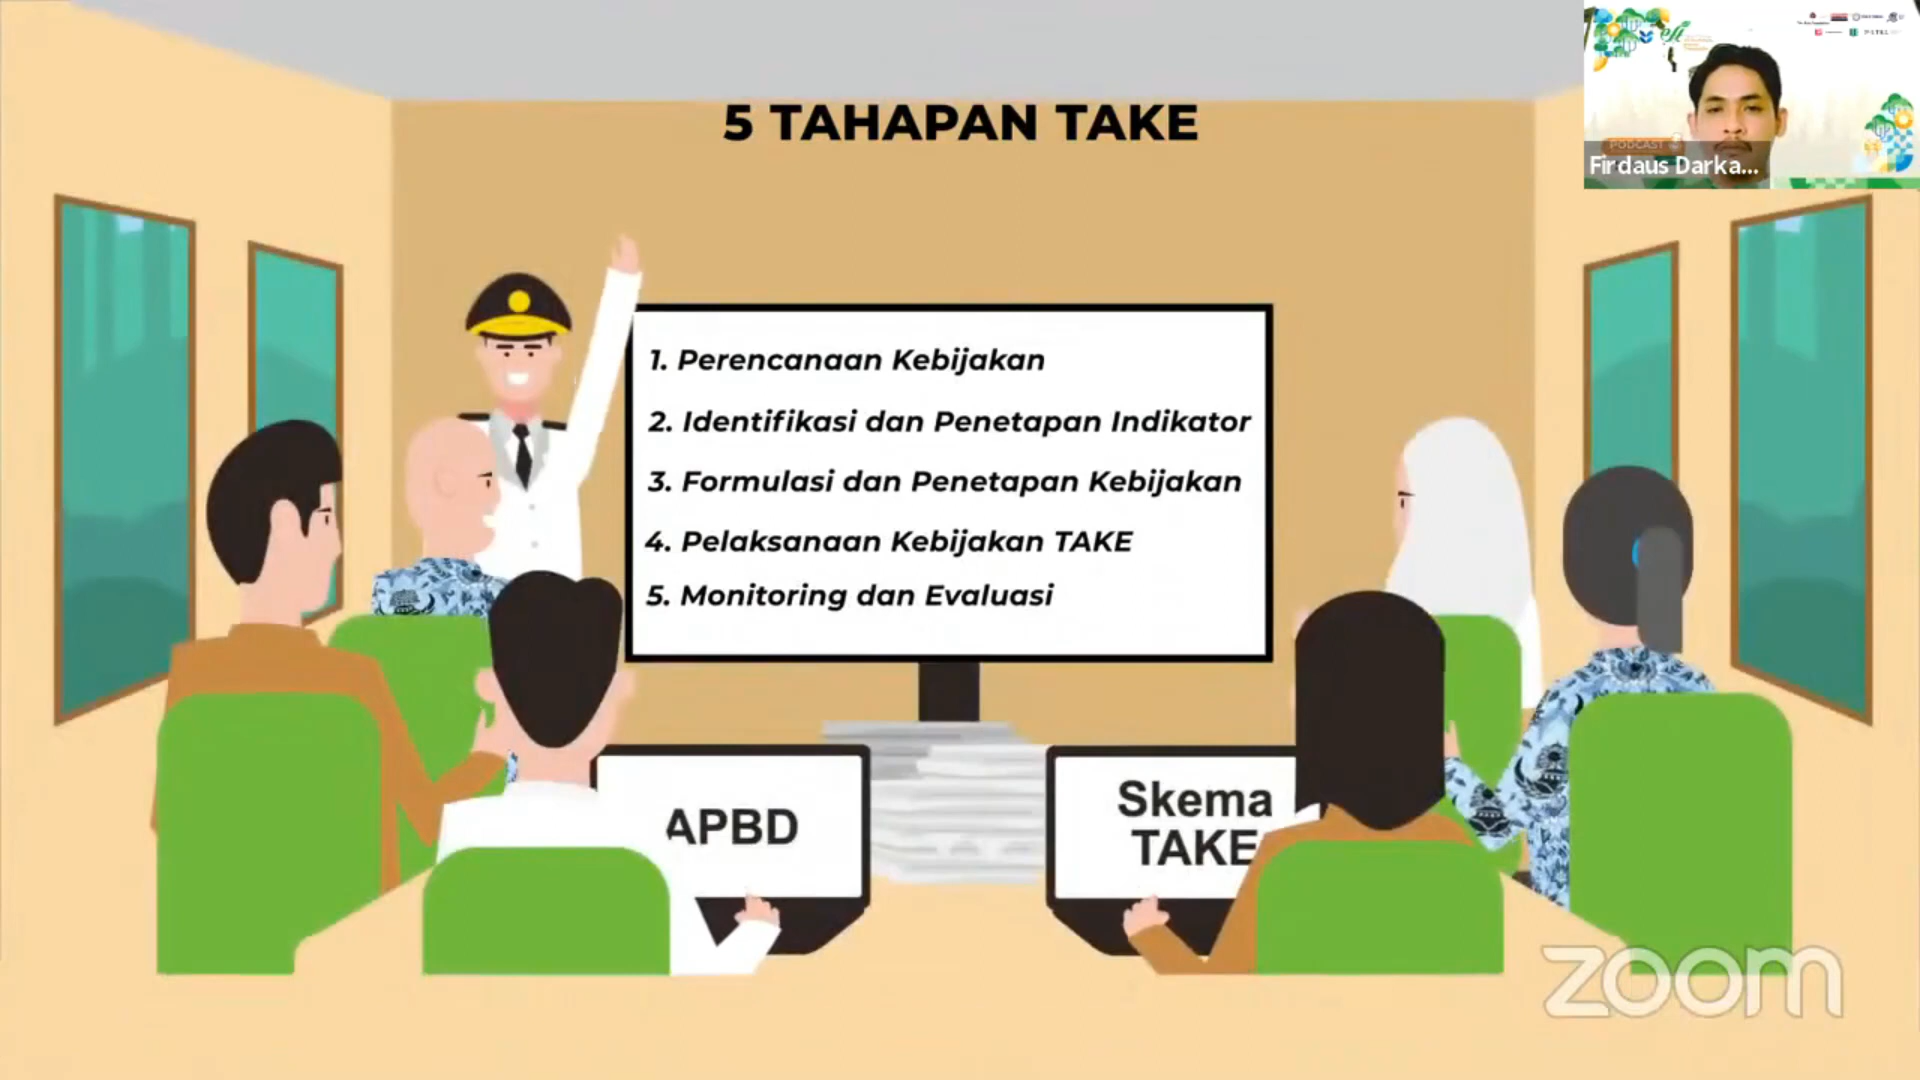 5 TAHAPAN TAKE
PODCAST
Firdaus Darka...
1. Perencanaan Kebijakan
2. Identifikasi dan Penetapan Indikator
3. Formulasi dan Penetapan Kebijakan
4. Pelaksanaan Kebijakan TAKE
5. Monitoring dan Evaluasi
APBD
Skema
TAKE
zoom